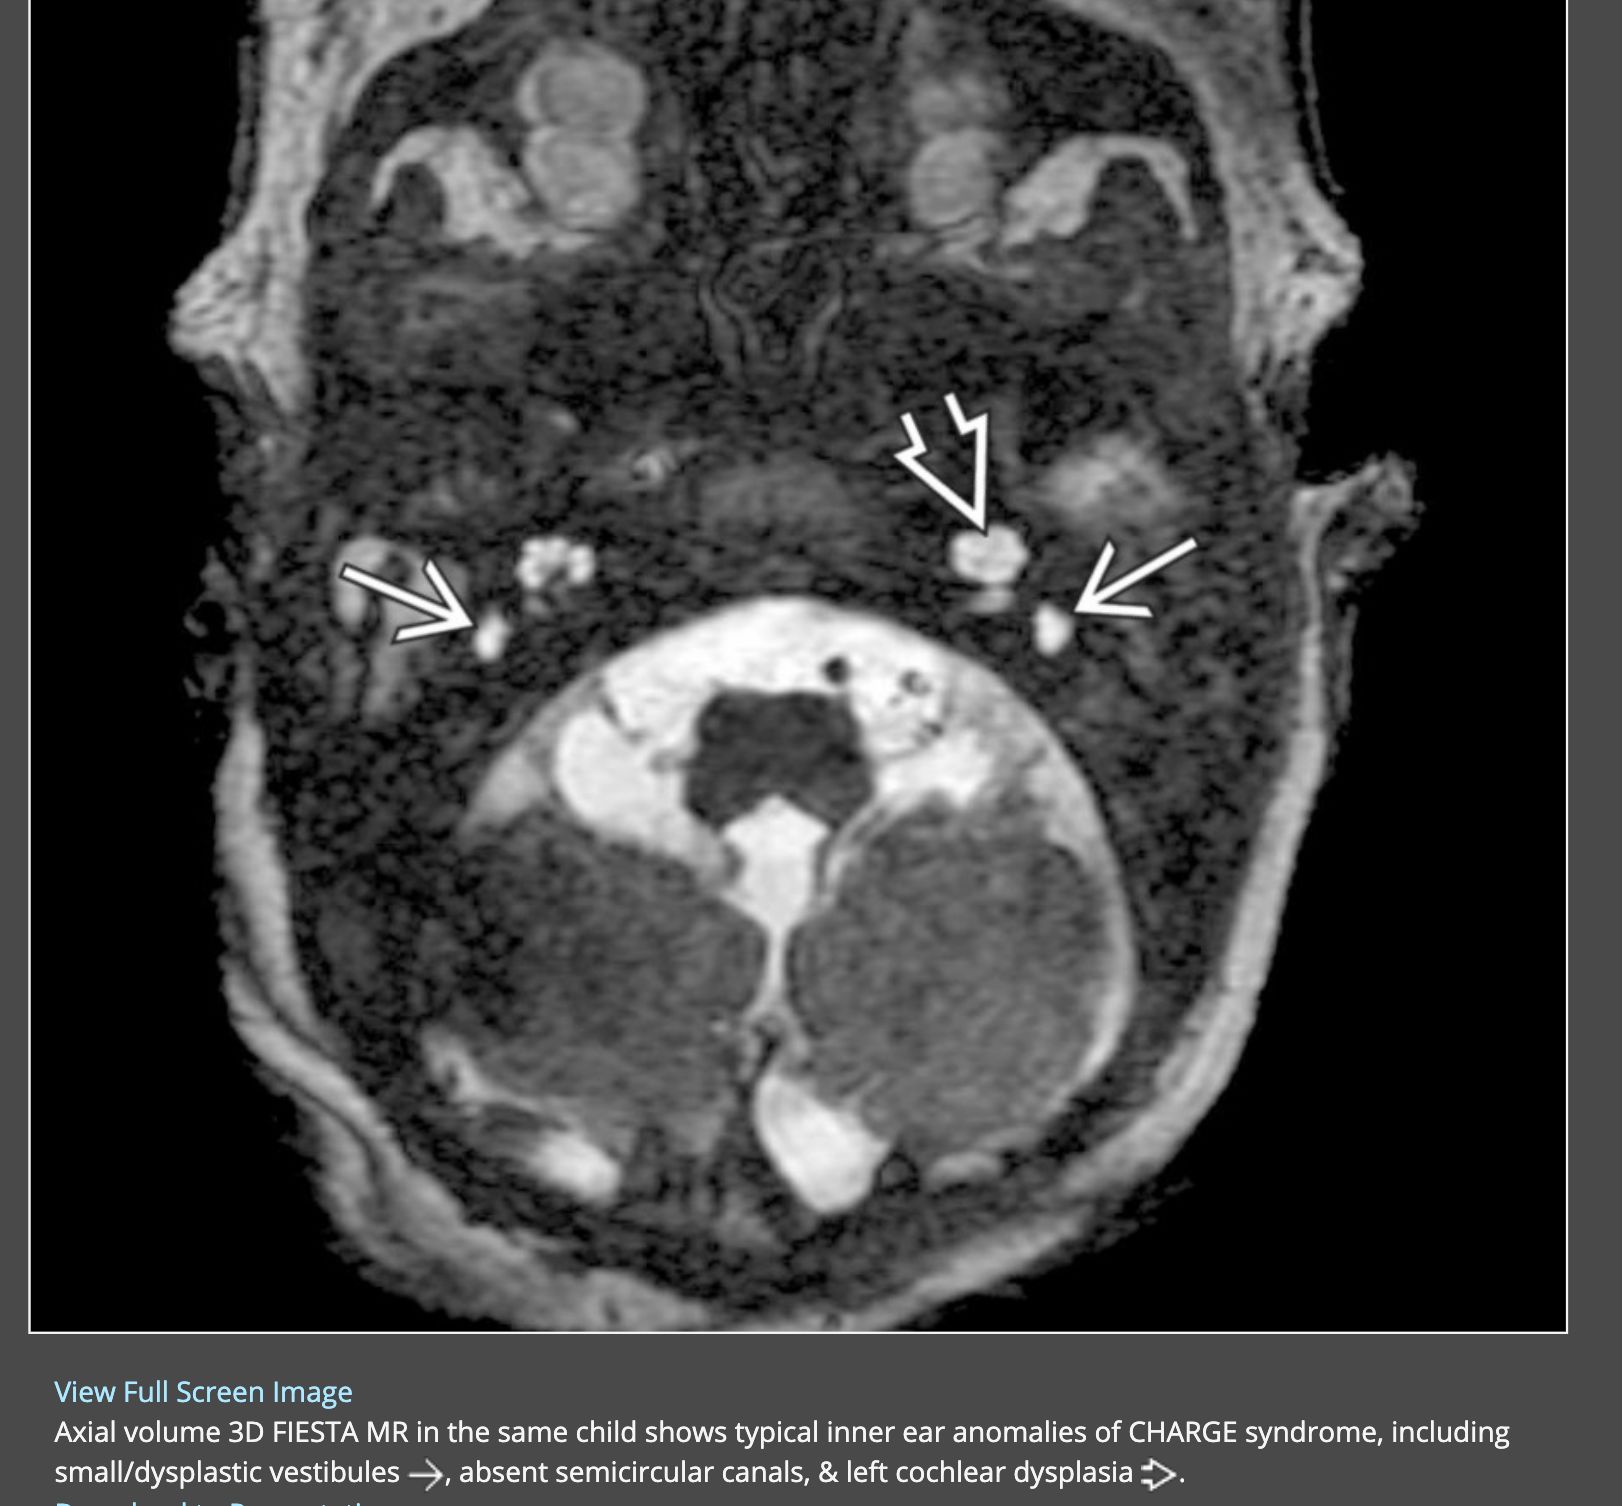 View Full Screen Image
Axial volume 3D FIESTA MR in the same child shows typical inner ear anomalies of CHARGE syndrome, including
small/dysplastic vestibules →, absent semicircular canals, & left cochlear dysplasia ⮚.